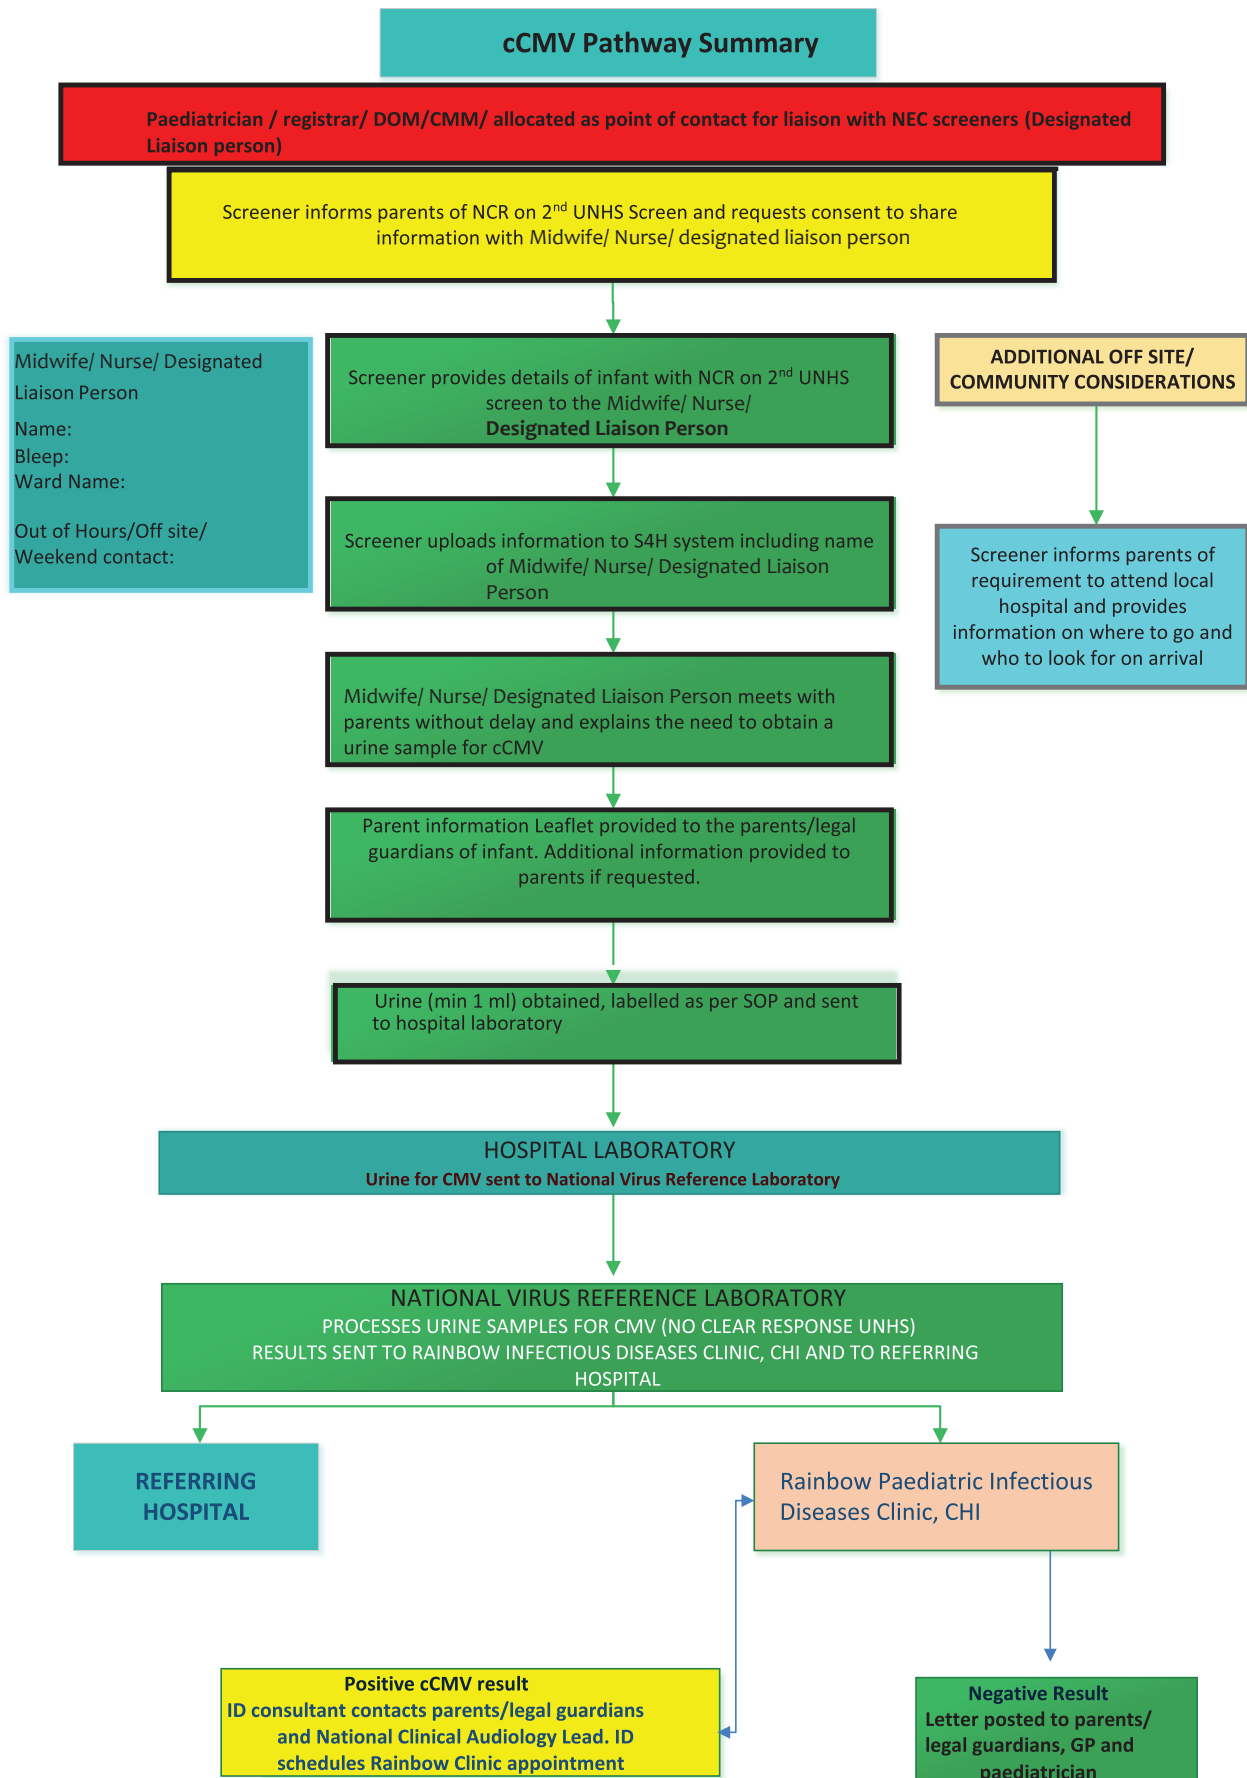 cCMV Pathway Summary
Paediatrician / registrar/ DOM/CMM/ allocated as point of contact for liaison with NEC screeners (Designated
Liaison person)
Screener informs parents of NCR on 2nd UNHS Screen and requests consent to share
information with Midwife/ Nurse/ designated liaison person
Midwife/ Nurse/ Designated
Liaison Person
Name:
Bleep:
Ward Name:
Out of Hours/Off site/
Weekend contact:
Screener provides details of infant with NCR on 2nd UNHS
screen to the Midwife/ Nurse/
Designated Liaison Person
ADDITIONAL OFF SITE/
COMMUNITY CONSIDERATIONS
Screener uploads information to S4H system including name
of Midwife/ Nurse/ Designated Liaison
Person
Screener informs parents of
requirement to attend local
hospital and provides
information on where to go and
who to look for on arrival
Midwife/ Nurse/ Designated Liaison Person meets with
parents without delay and explains the need to obtain a
urine sample for cCMV
Parent information Leaflet provided to the parents/legal
guardians of infant. Additional information provided to
parents if requested.
Urine (min 1 ml) obtained, labelled as per SOP and sent
to hospital laboratory
HOSPITAL LABORATORY
Urine for CMV sent to National Virus Reference Laboratory
NATIONAL VIRUS REFERENCE LABORATORY
PROCESSES URINE SAMPLES FOR CMV (NO CLEAR RESPONSE UNHS)
RESULTS SENT TO RAINBOW INFECTIOUS DISEASES CLINIC, CHI AND TO REFERRING
HOSPITAL
REFERRING
HOSPITAL
Rainbow Paediatric Infectious
Diseases Clinic, CHI
Positive cCMV result
ID consultant contacts parents/legal guardians
and National Clinical Audiology Lead. ID
schedules Rainbow Clinic appointment
Negative Result
Letter posted to parents/
legal guardians, GP and
paediatrician